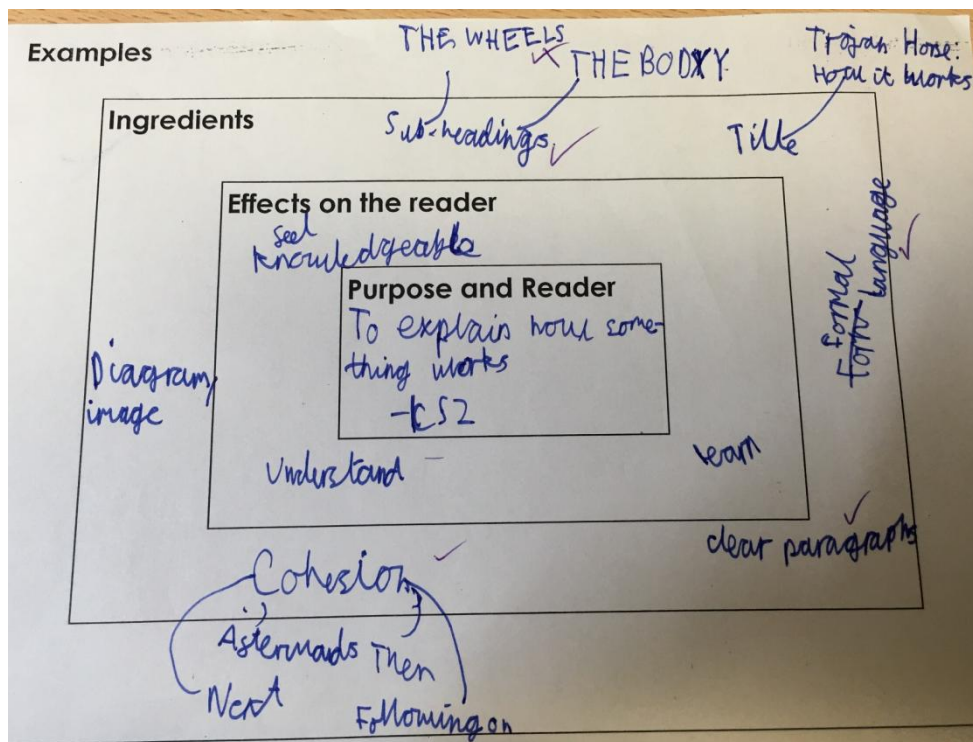 Examples
THE WHEELS
THE BODY
Trojan Horse:
How it works
Ingredients
Sub-headings
Title
Effects on the reader
feel
knowledgeable
Purpose and Reader
To explain how some-
thing works
-KS2
formal
language
Diagram/
image
Understand
learn
clear paragraphs
Cohesion
Afterwards
Then
Next
Following on